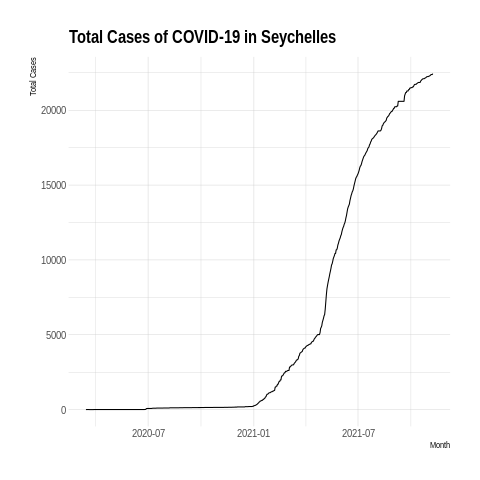 Total Cases of COVID-19 in Seychelles
Total Cases
20000
15000
10000
5000
0
2020-07 2021-01 2021-07
Month